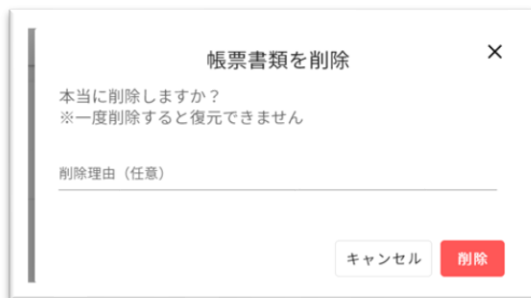 帳票書類を削除
本当に削除しますか？
※一度削除すると復元できません
削除理由（任意）
キャンセル 削除